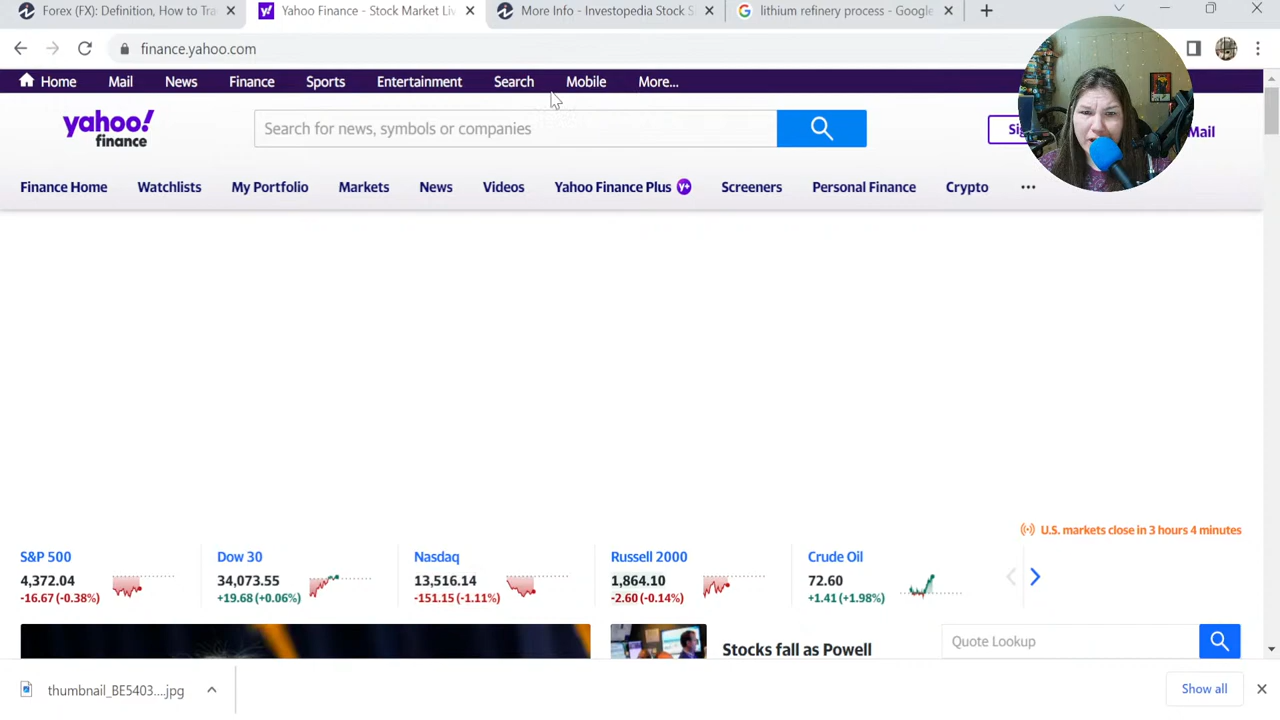 Forex (FX): Definition, How to Tra
Yahoo Finance - Stock Market Liv
More Info - Investopedia Stock S
lithium refinery process - Google
finance.yahoo.com
Home Mail News Finance Sports Entertainment Search Mobile More...
yahoo!
finance
Search for news, symbols or companies
Mail
Finance Home Watchlists My Portfolio Markets News Videos Yahoo Finance Plus Y+ Screeners Personal Finance Crypto ...
U.S. markets close in 3 hours 4 minutes
S&P 500 Dow 30 Nasdaq Russell 2000 Crude Oil
4,372.04 34,073.55 13,516.14 1,864.10 72.60
-16.67 (-0.38%) +19.68 (+0.06%) -151.15 (-1.11%) -2.60 (-0.14%) +1.41 (+1.98%)
Stocks fall as Powell
Quote Lookup
thumbnail_BE5403....jpg
Show all